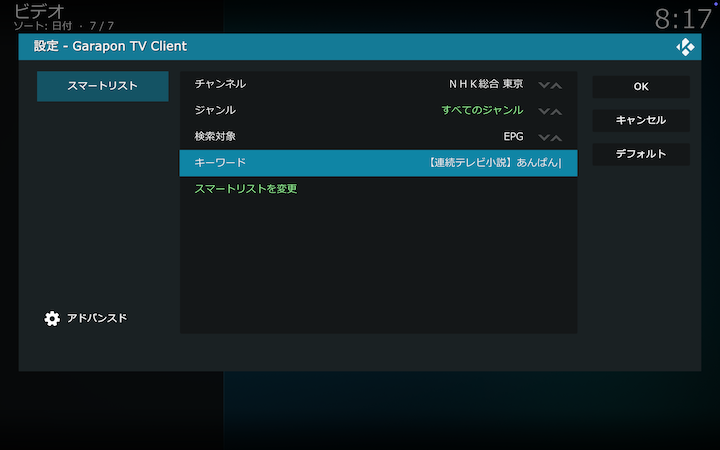 ビデオ
ソート: 日付 · 7 / 7
8:17
設定 - Garapon TV Client
スマートリスト
チャンネル ＮＨＫ総合 東京
ジャンル すべてのジャンル
検索対象 EPG
キーワード 【連続テレビ小説】あんぱん
スマートリストを変更
OK
キャンセル
デフォルト
アドバンスド